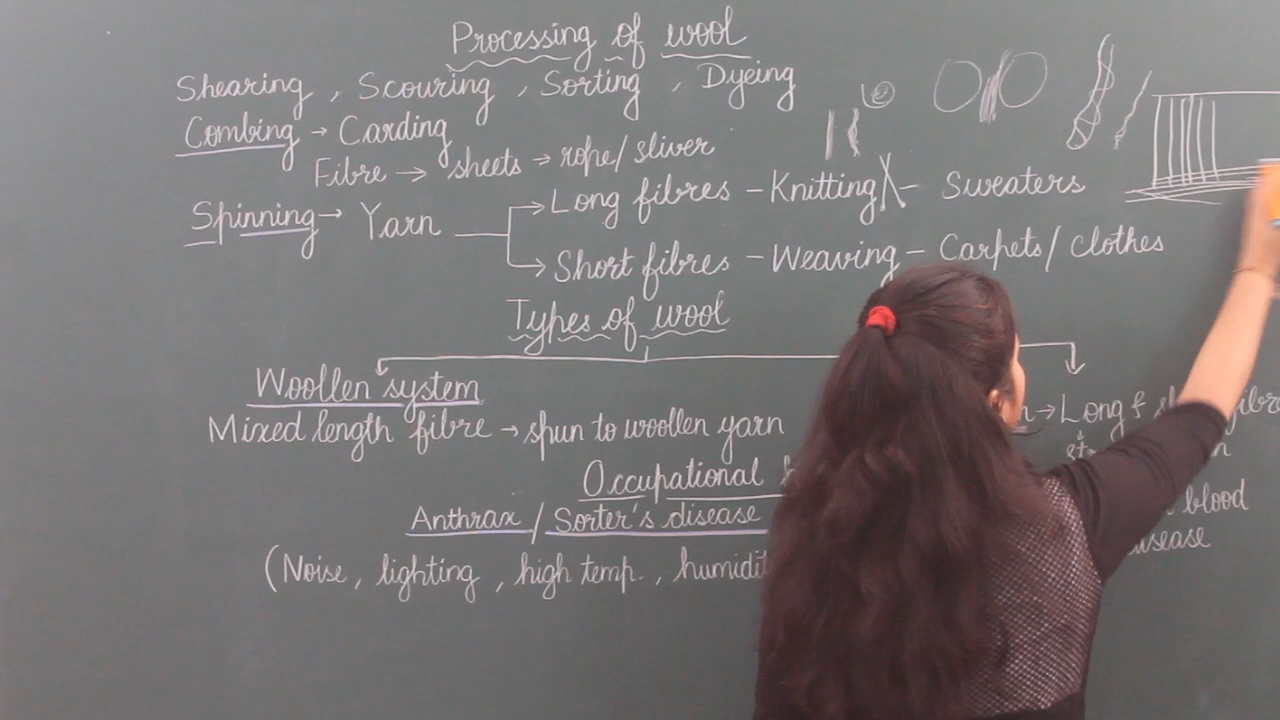 Processing of wool
Shearing , Scouring , Sorting , Dyeing
Combing → Carding
Fibre → sheets → rope/sliver
Spinning → Yarn
Long fibres - Knitting - Sweaters
Short fibres - Weaving - Carpets/clothes
Types of wool
Woollen system
Mixed length fibre → spun to woollen yarn
→ Long &
Occupational
Anthrax / Sorter's disease
blood
disease
(Noise, lighting, high temp., humidit